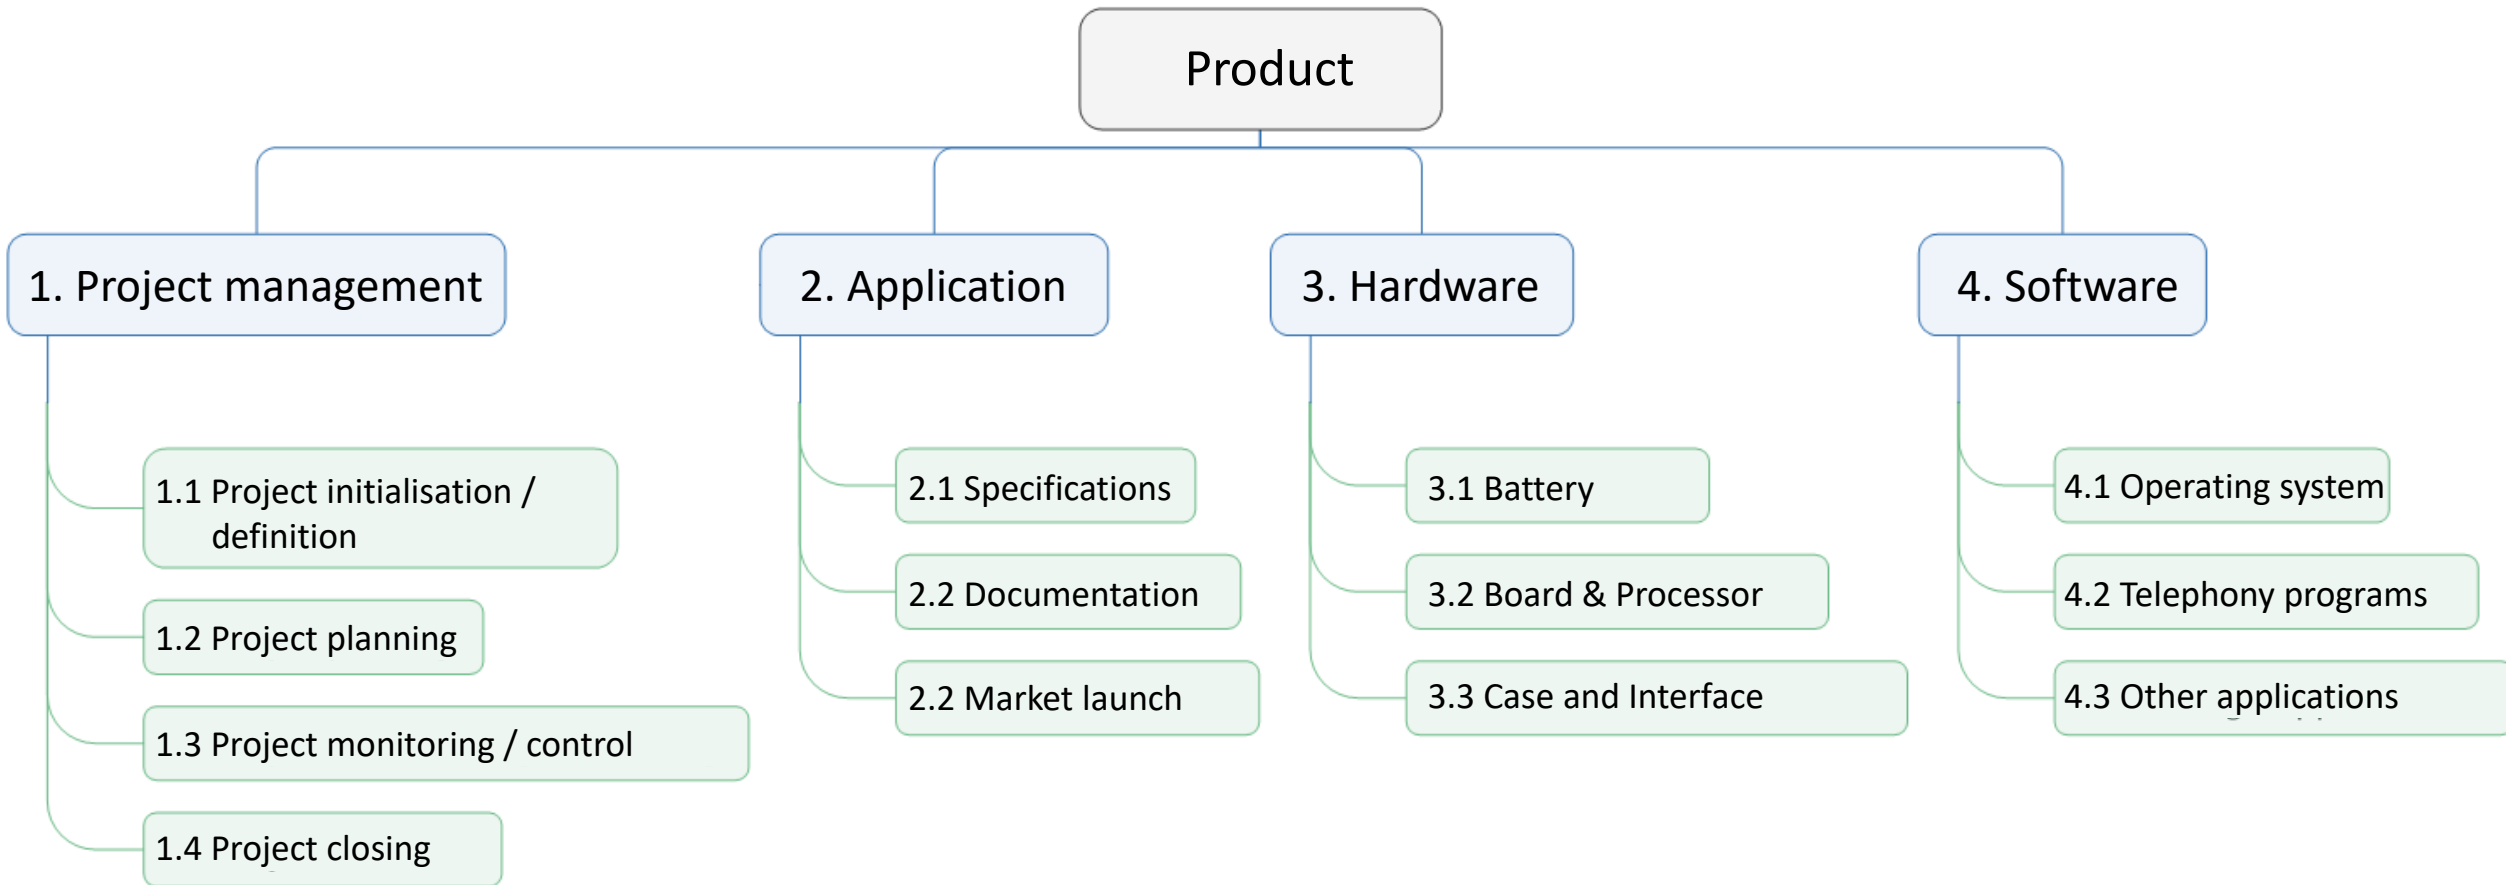 Product
1. Project management
2. Application
3. Hardware
4. Software
1.1 Project initialisation /
definition
1.2 Project planning
1.3 Project monitoring / control
1.4 Project closing
2.1 Specifications
2.2 Documentation
2.2 Market launch
3.1 Battery
3.2 Board & Processor
3.3 Case and Interface
4.1 Operating system
4.2 Telephony programs
4.3 Other applications